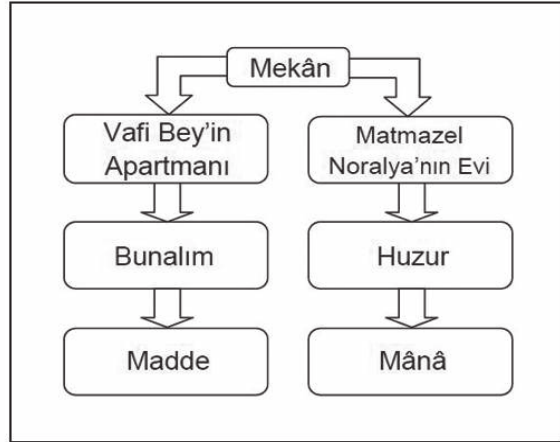 Mekân
Vafi Bey'in
Apartmanı
Matmazel
Noralya'nın Evi
Bunalım
Huzur
Madde
Mânâ